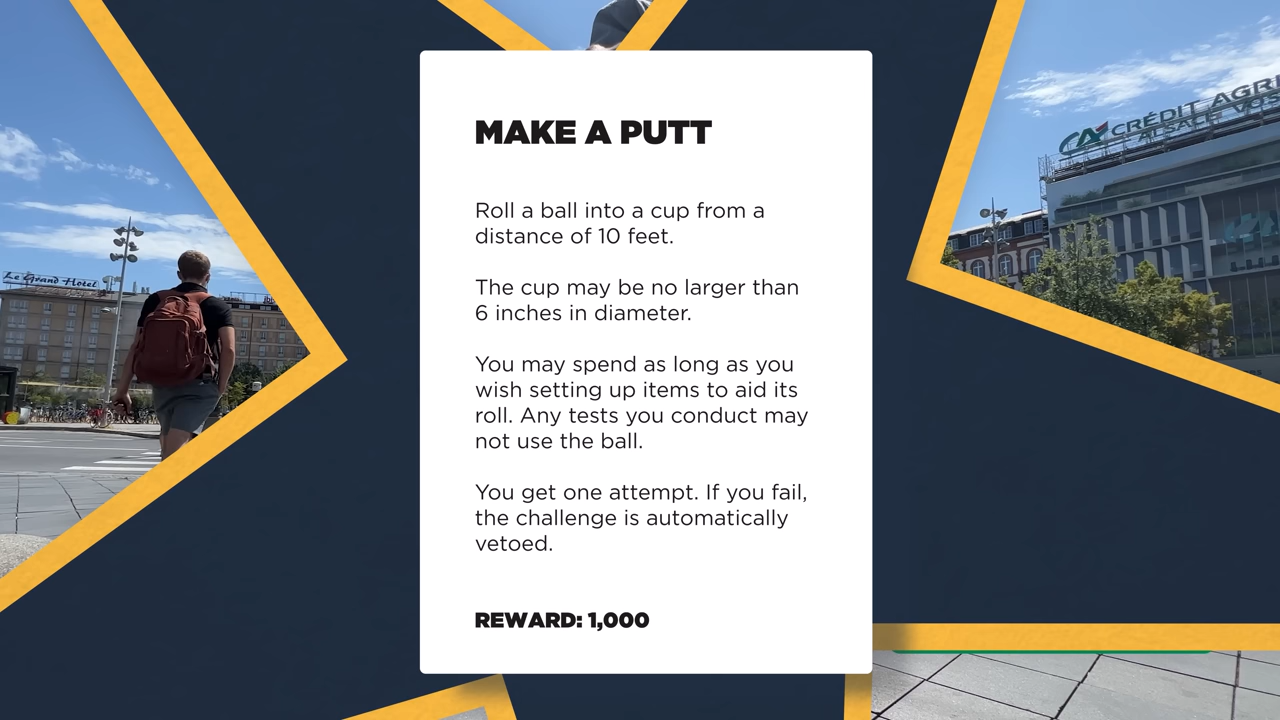 MAKE A PUTT
Roll a ball into a cup from a
distance of 10 feet.
The cup may be no larger than
6 inches in diameter.
You may spend as long as you
wish setting up items to aid its
roll. Any tests you conduct may
not use the ball.
You get one attempt. If you fail,
the challenge is automatically
vetoed.
REWARD: 1,000
Le Grand Hotel
CRÉDIT AGRI
ALSACE VOS